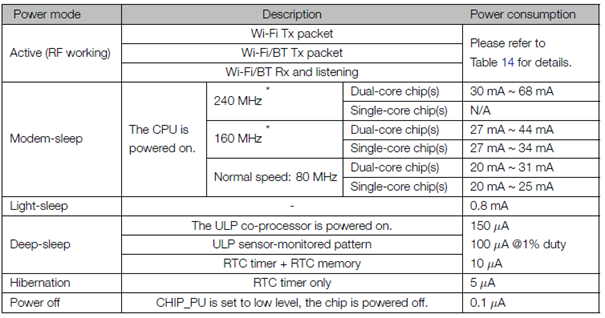 Power mode Description Power consumption
Active (RF working)
Wi-Fi Tx packet
Wi-Fi/BT Tx packet
Wi-Fi/BT Rx and listening
Please refer to
Table 14 for details.
Modem-sleep
The CPU is
powered on.
240 MHz *
Dual-core chip(s) 30 mA ~ 68 mA
Single-core chip(s) N/A
160 MHz *
Dual-core chip(s) 27 mA ~ 44 mA
Single-core chip(s) 27 mA ~ 34 mA
Normal speed: 80 MHz
Dual-core chip(s) 20 mA ~ 31 mA
Single-core chip(s) 20 mA ~ 25 mA
Light-sleep - 0.8 mA
Deep-sleep
The ULP co-processor is powered on. 150 μA
ULP sensor-monitored pattern 100 μA @1% duty
RTC timer + RTC memory 10 μA
Hibernation RTC timer only 5 μA
Power off CHIP_PU is set to low level, the chip is powered off. 0.1 μA